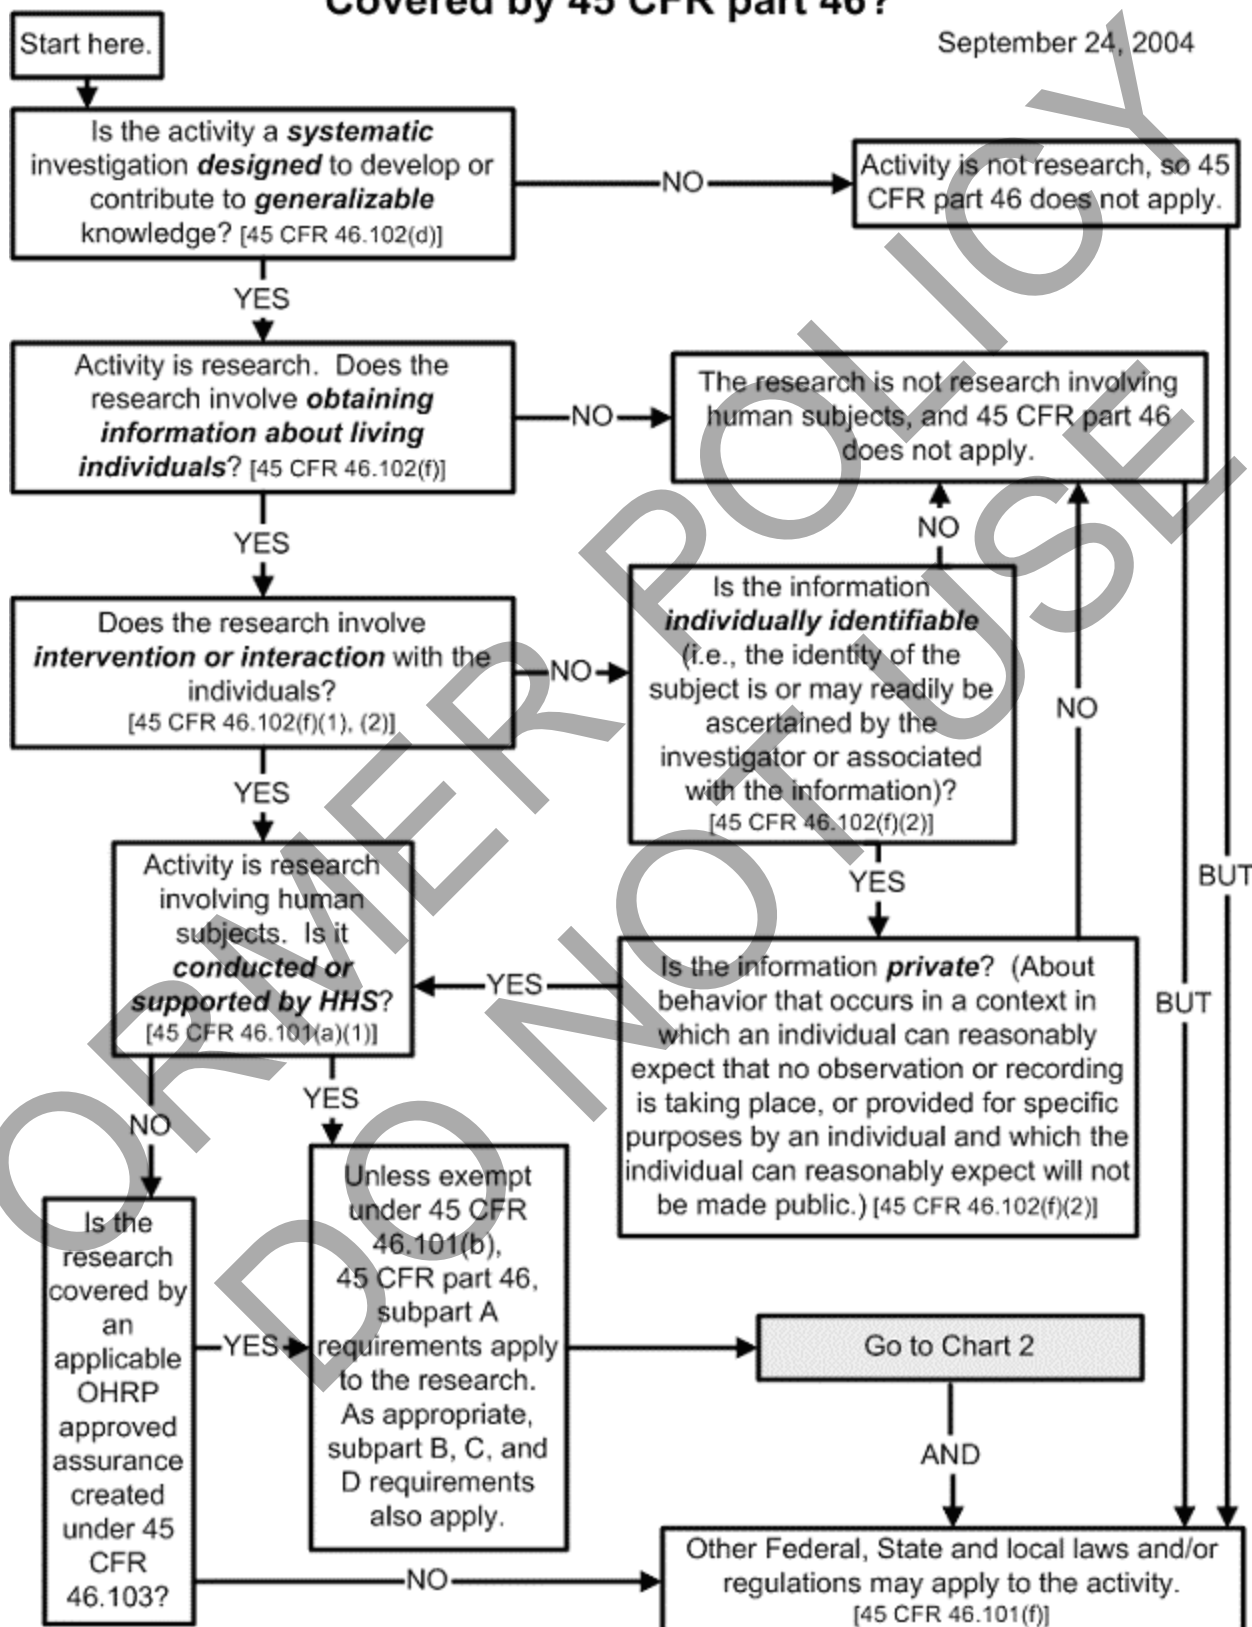 Covered by 45 CFR part 46?
Start here.
September 24, 2004
Is the activity a systematic
investigation designed to develop or
contribute to generalizable
knowledge? [45 CFR 46.102(d)]
NO
Activity is not research, so 45
CFR part 46 does not apply.
YES
Activity is research. Does the
research involve obtaining
information about living
individuals? [45 CFR 46.102(f)]
NO
The research is not research involving
human subjects, and 45 CFR part 46
does not apply.
YES
NO
Does the research involve
intervention or interaction with the
individuals?
[45 CFR 46.102(f)(1), (2)]
NO
Is the information
individually identifiable
(i.e., the identity of the
subject is or may readily be
ascertained by the
investigator or associated
with the information)?
[45 CFR 46.102(f)(2)]
NO
YES
YES
BUT
Activity is research
involving human
subjects. Is it
conducted or
supported by HHS?
[45 CFR 46.101(a)(1)]
YES
Is the information private? (About
behavior that occurs in a context in
which an individual can reasonably
expect that no observation or recording
is taking place, or provided for specific
purposes by an individual and which the
individual can reasonably expect will not
be made public.) [45 CFR 46.102(f)(2)]
BUT
NO
YES
Is the
research
covered by
an
applicable
OHRP
approved
assurance
created
under 45
CFR
46.103?
YES
Unless exempt
under 45 CFR
46.101(b),
45 CFR part 46,
subpart A
requirements apply
to the research.
As appropriate,
subpart B, C, and
D requirements
also apply.
Go to Chart 2
AND
NO
Other Federal, State and local laws and/or
regulations may apply to the activity.
[45 CFR 46.101(f)]
ORMER POLICY
DO NOT USE